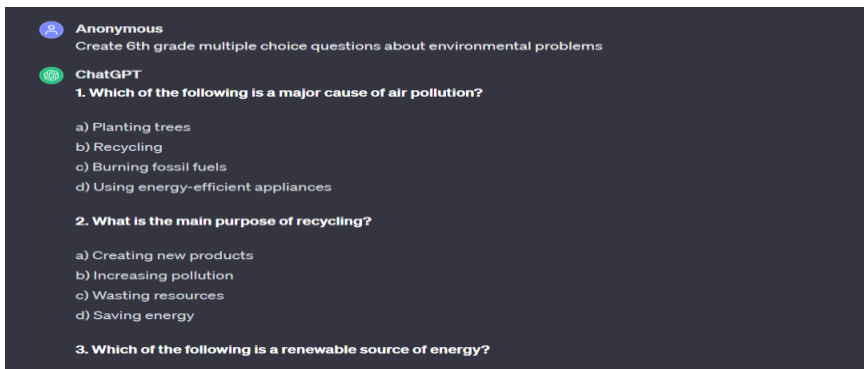 Anonymous
Create 6th grade multiple choice questions about environmental problems
ChatGPT
1. Which of the following is a major cause of air pollution?
a) Planting trees
b) Recycling
c) Burning fossil fuels
d) Using energy-efficient appliances
2. What is the main purpose of recycling?
a) Creating new products
b) Increasing pollution
c) Wasting resources
d) Saving energy
3. Which of the following is a renewable source of energy?